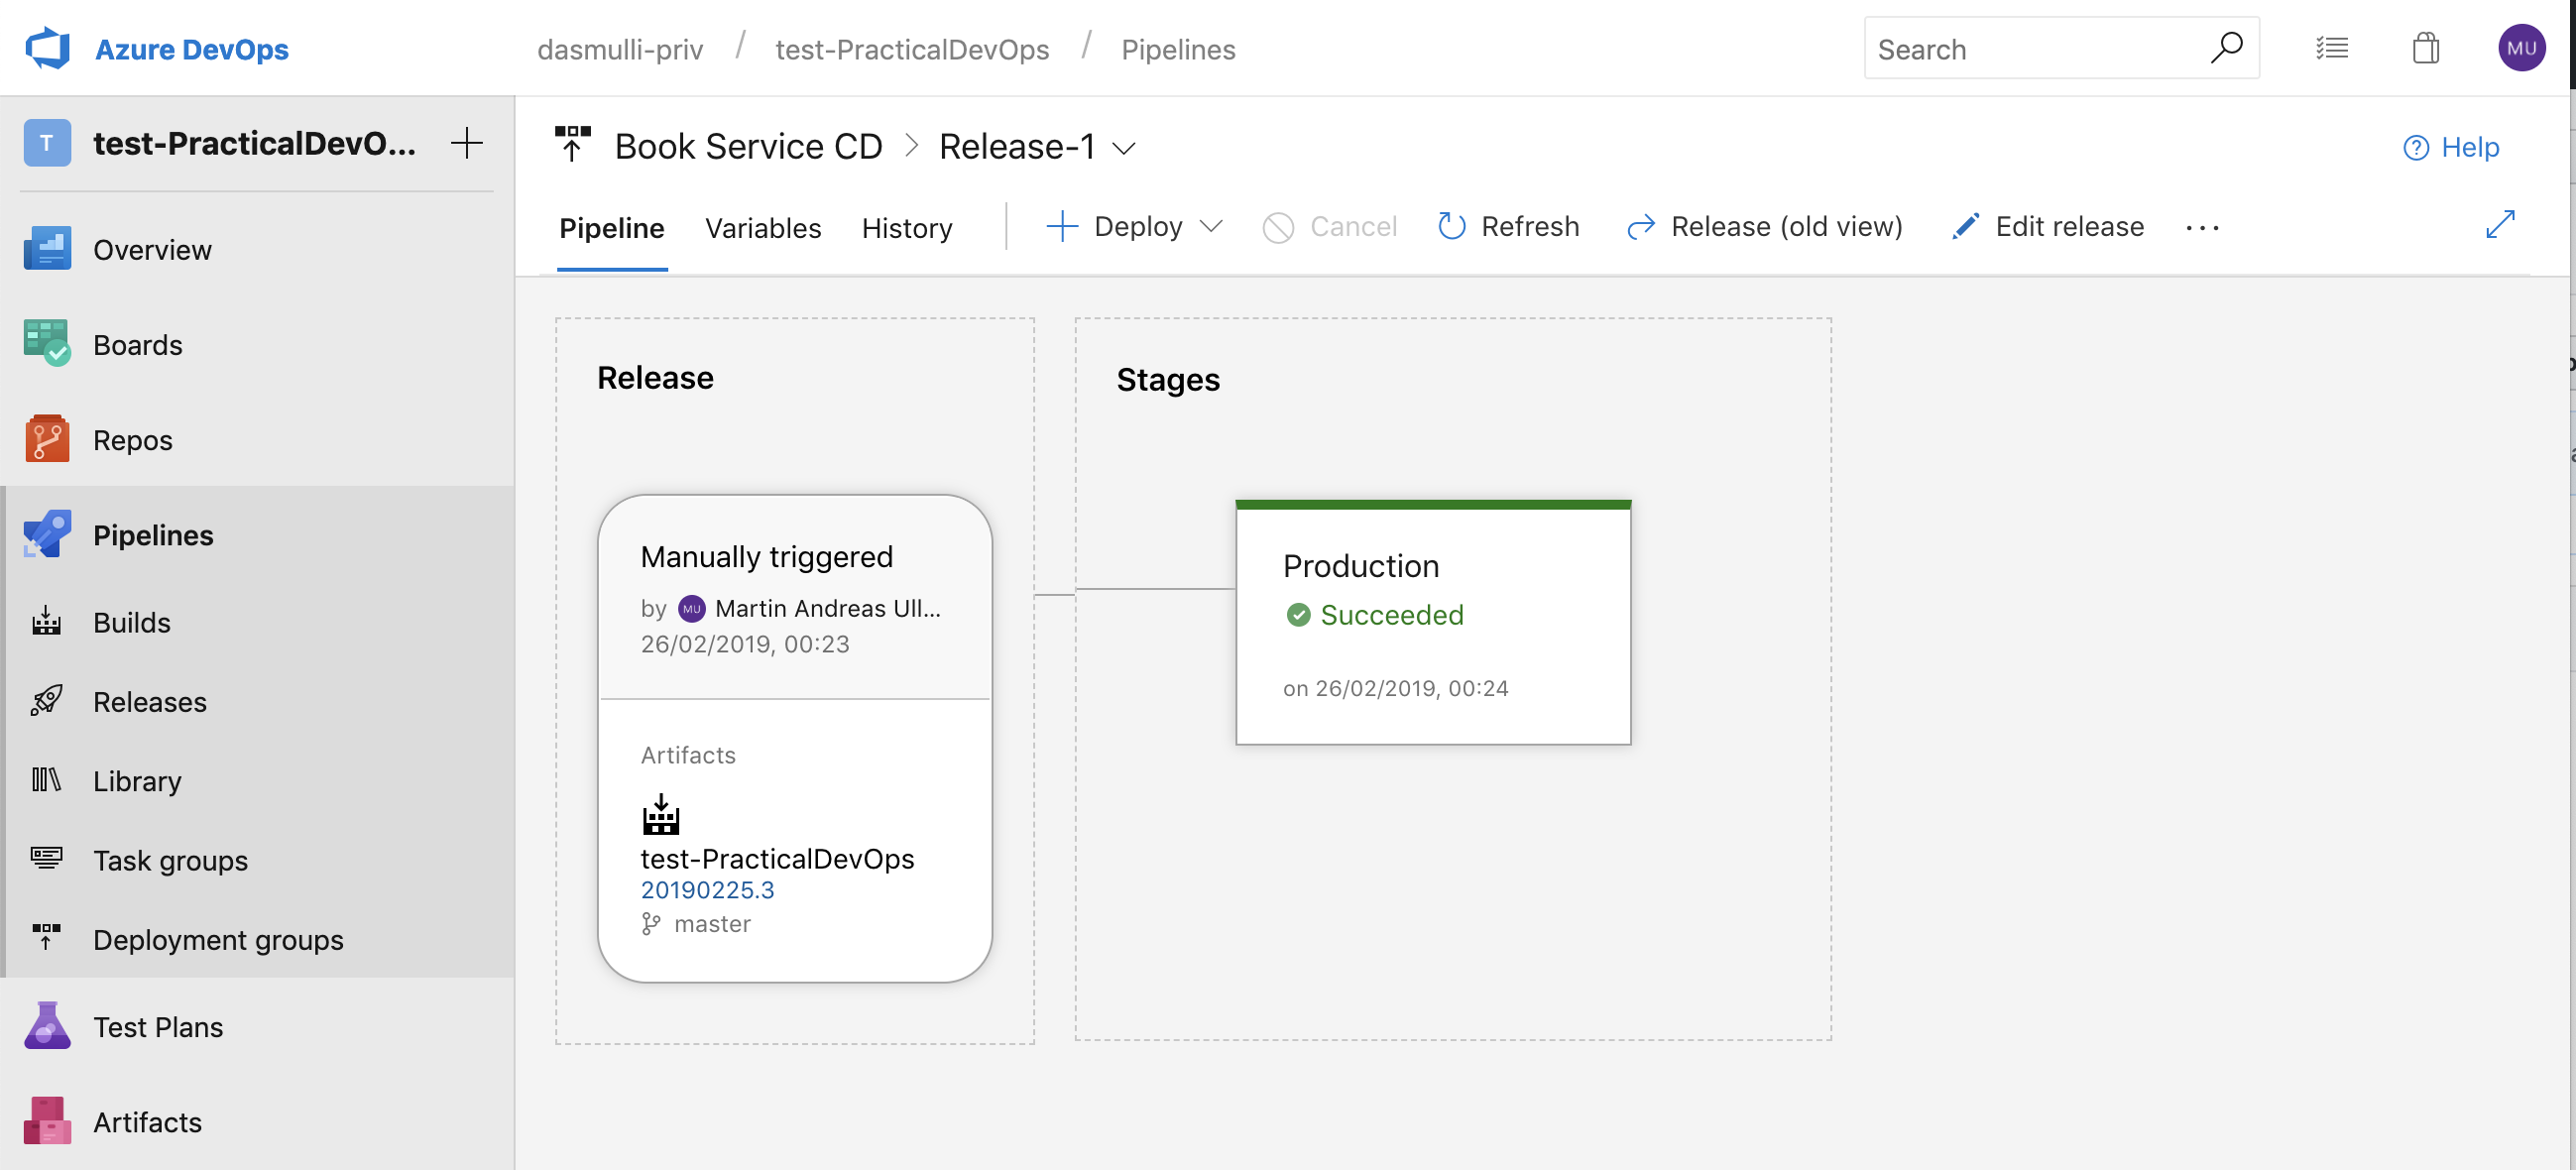 Azure DevOps
dasmulli-priv / test-PracticalDevOps / Pipelines
Search
MU
T test-PracticalDevO...
Overview
Boards
Repos
Pipelines
Builds
Releases
Library
Task groups
Deployment groups
Test Plans
Artifacts
Book Service CD > Release-1
Help
Pipeline Variables History Deploy Cancel Refresh Release (old view) Edit release ...
Release
Manually triggered
by MU Martin Andreas Ull...
26/02/2019, 00:23
Artifacts
test-PracticalDevOps
20190225.3
master
Stages
Production
Succeeded
on 26/02/2019, 00:24